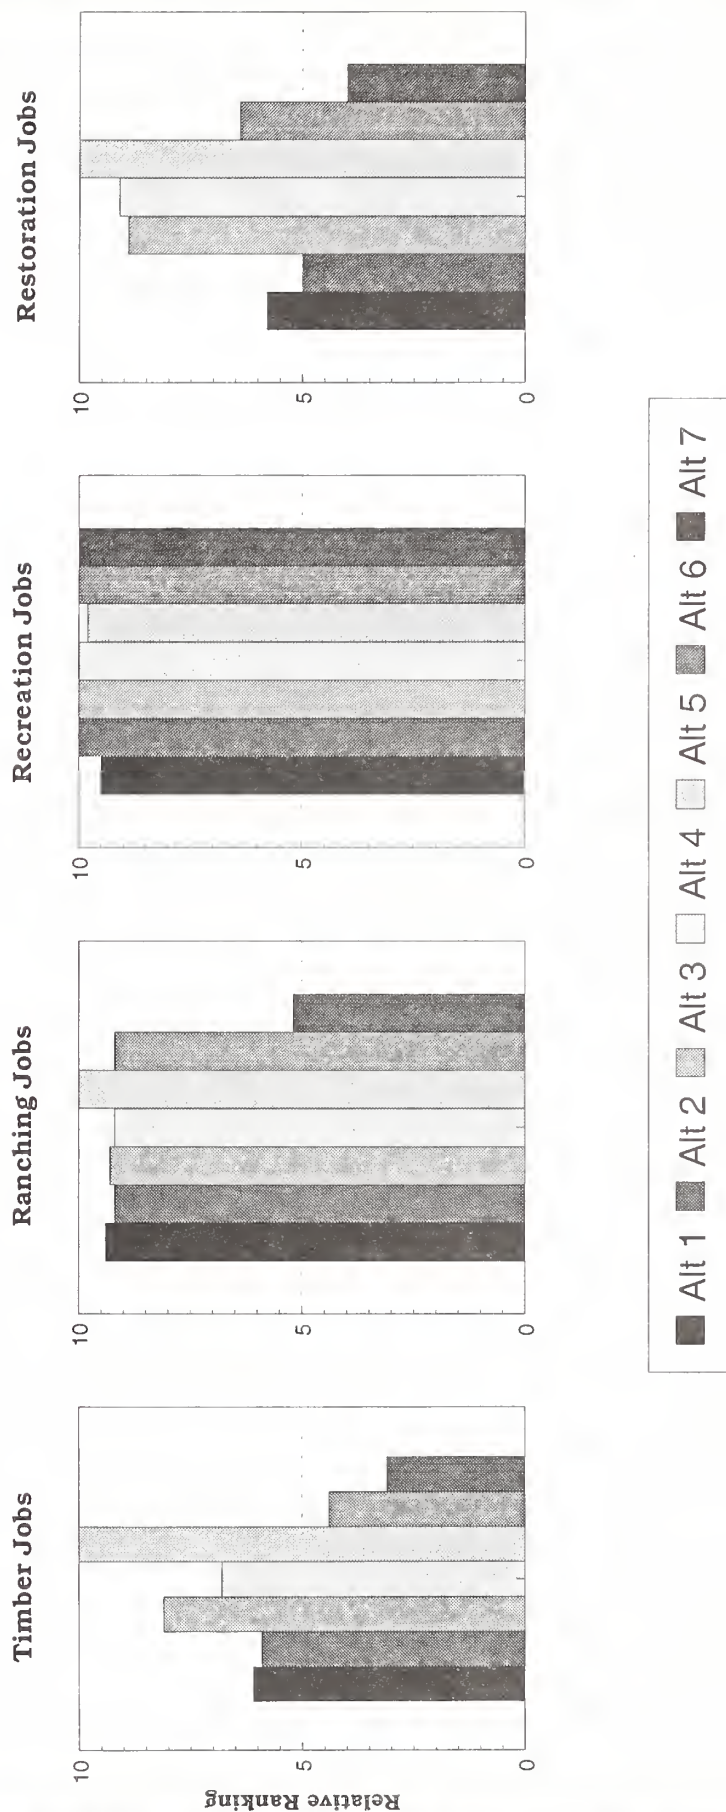 Timber Jobs
Ranching Jobs
Recreation Jobs
Restoration Jobs
Relative Ranking
10
5
0
10
5
0
10
5
0
10
5
0
Alt 1 Alt 2 Alt 3 Alt 4 Alt 5 Alt 6 Alt 7